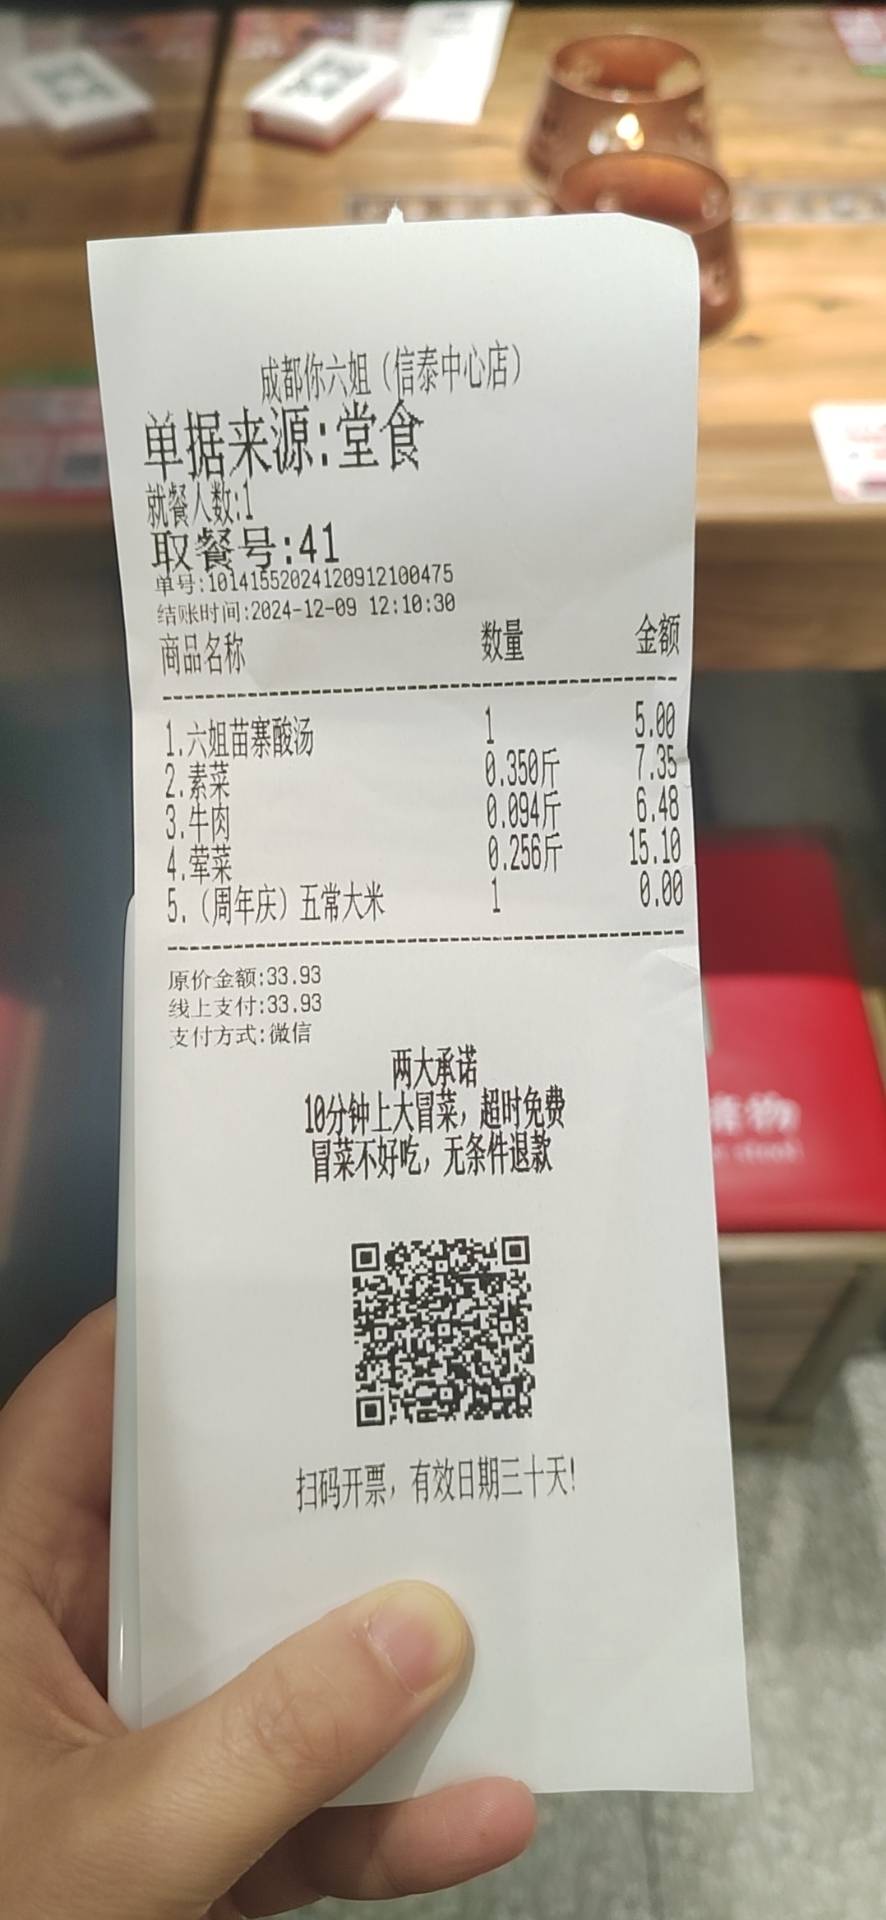 成都你六姐（信泰中心店）
单据来源:堂食
就餐人数:1
取餐号:41
单号:10141552024120912100475
结账时间:2024-12-09 12:10:30
商品名称 数量 金额
1.六姐苗寨酸汤 1 5.00
2.素菜 0.350斤 7.35
3.牛肉 0.094斤 6.48
4.荤菜 0.256斤 15.10
5.（周年庆）五常大米 1 0.00
原价金额:33.93
线上支付:33.93
支付方式:微信
两大承诺
10分钟上大冒菜，超时免费
冒菜不好吃，无条件退款
扫码开票，有效日期三十天!